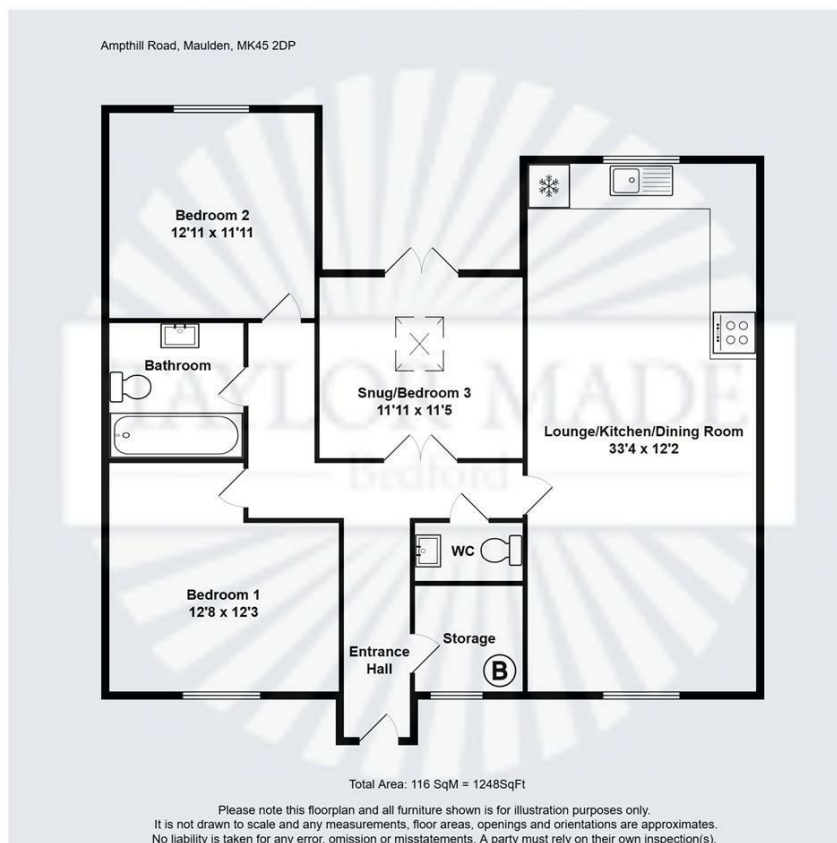 Ampthill Road, Maulden, MK45 2DP
Bedroom 2
12'11 x 11'11
Bathroom
Snug/Bedroom 3
11'11 x 11'5
Lounge/Kitchen/Dining Room
33'4 x 12'2
TAYLOR MADE
Bedford
WC
Bedroom 1
12'8 x 12'3
Storage
Entrance
Hall
B
Total Area: 116 SqM = 1248SqFt
Please note this floorplan and all furniture shown is for illustration purposes only.
It is not drawn to scale and any measurements, floor areas, openings and orientations are approximates.
No liability is taken for any error, omission or misstatements. A party must rely on their own inspection(s).